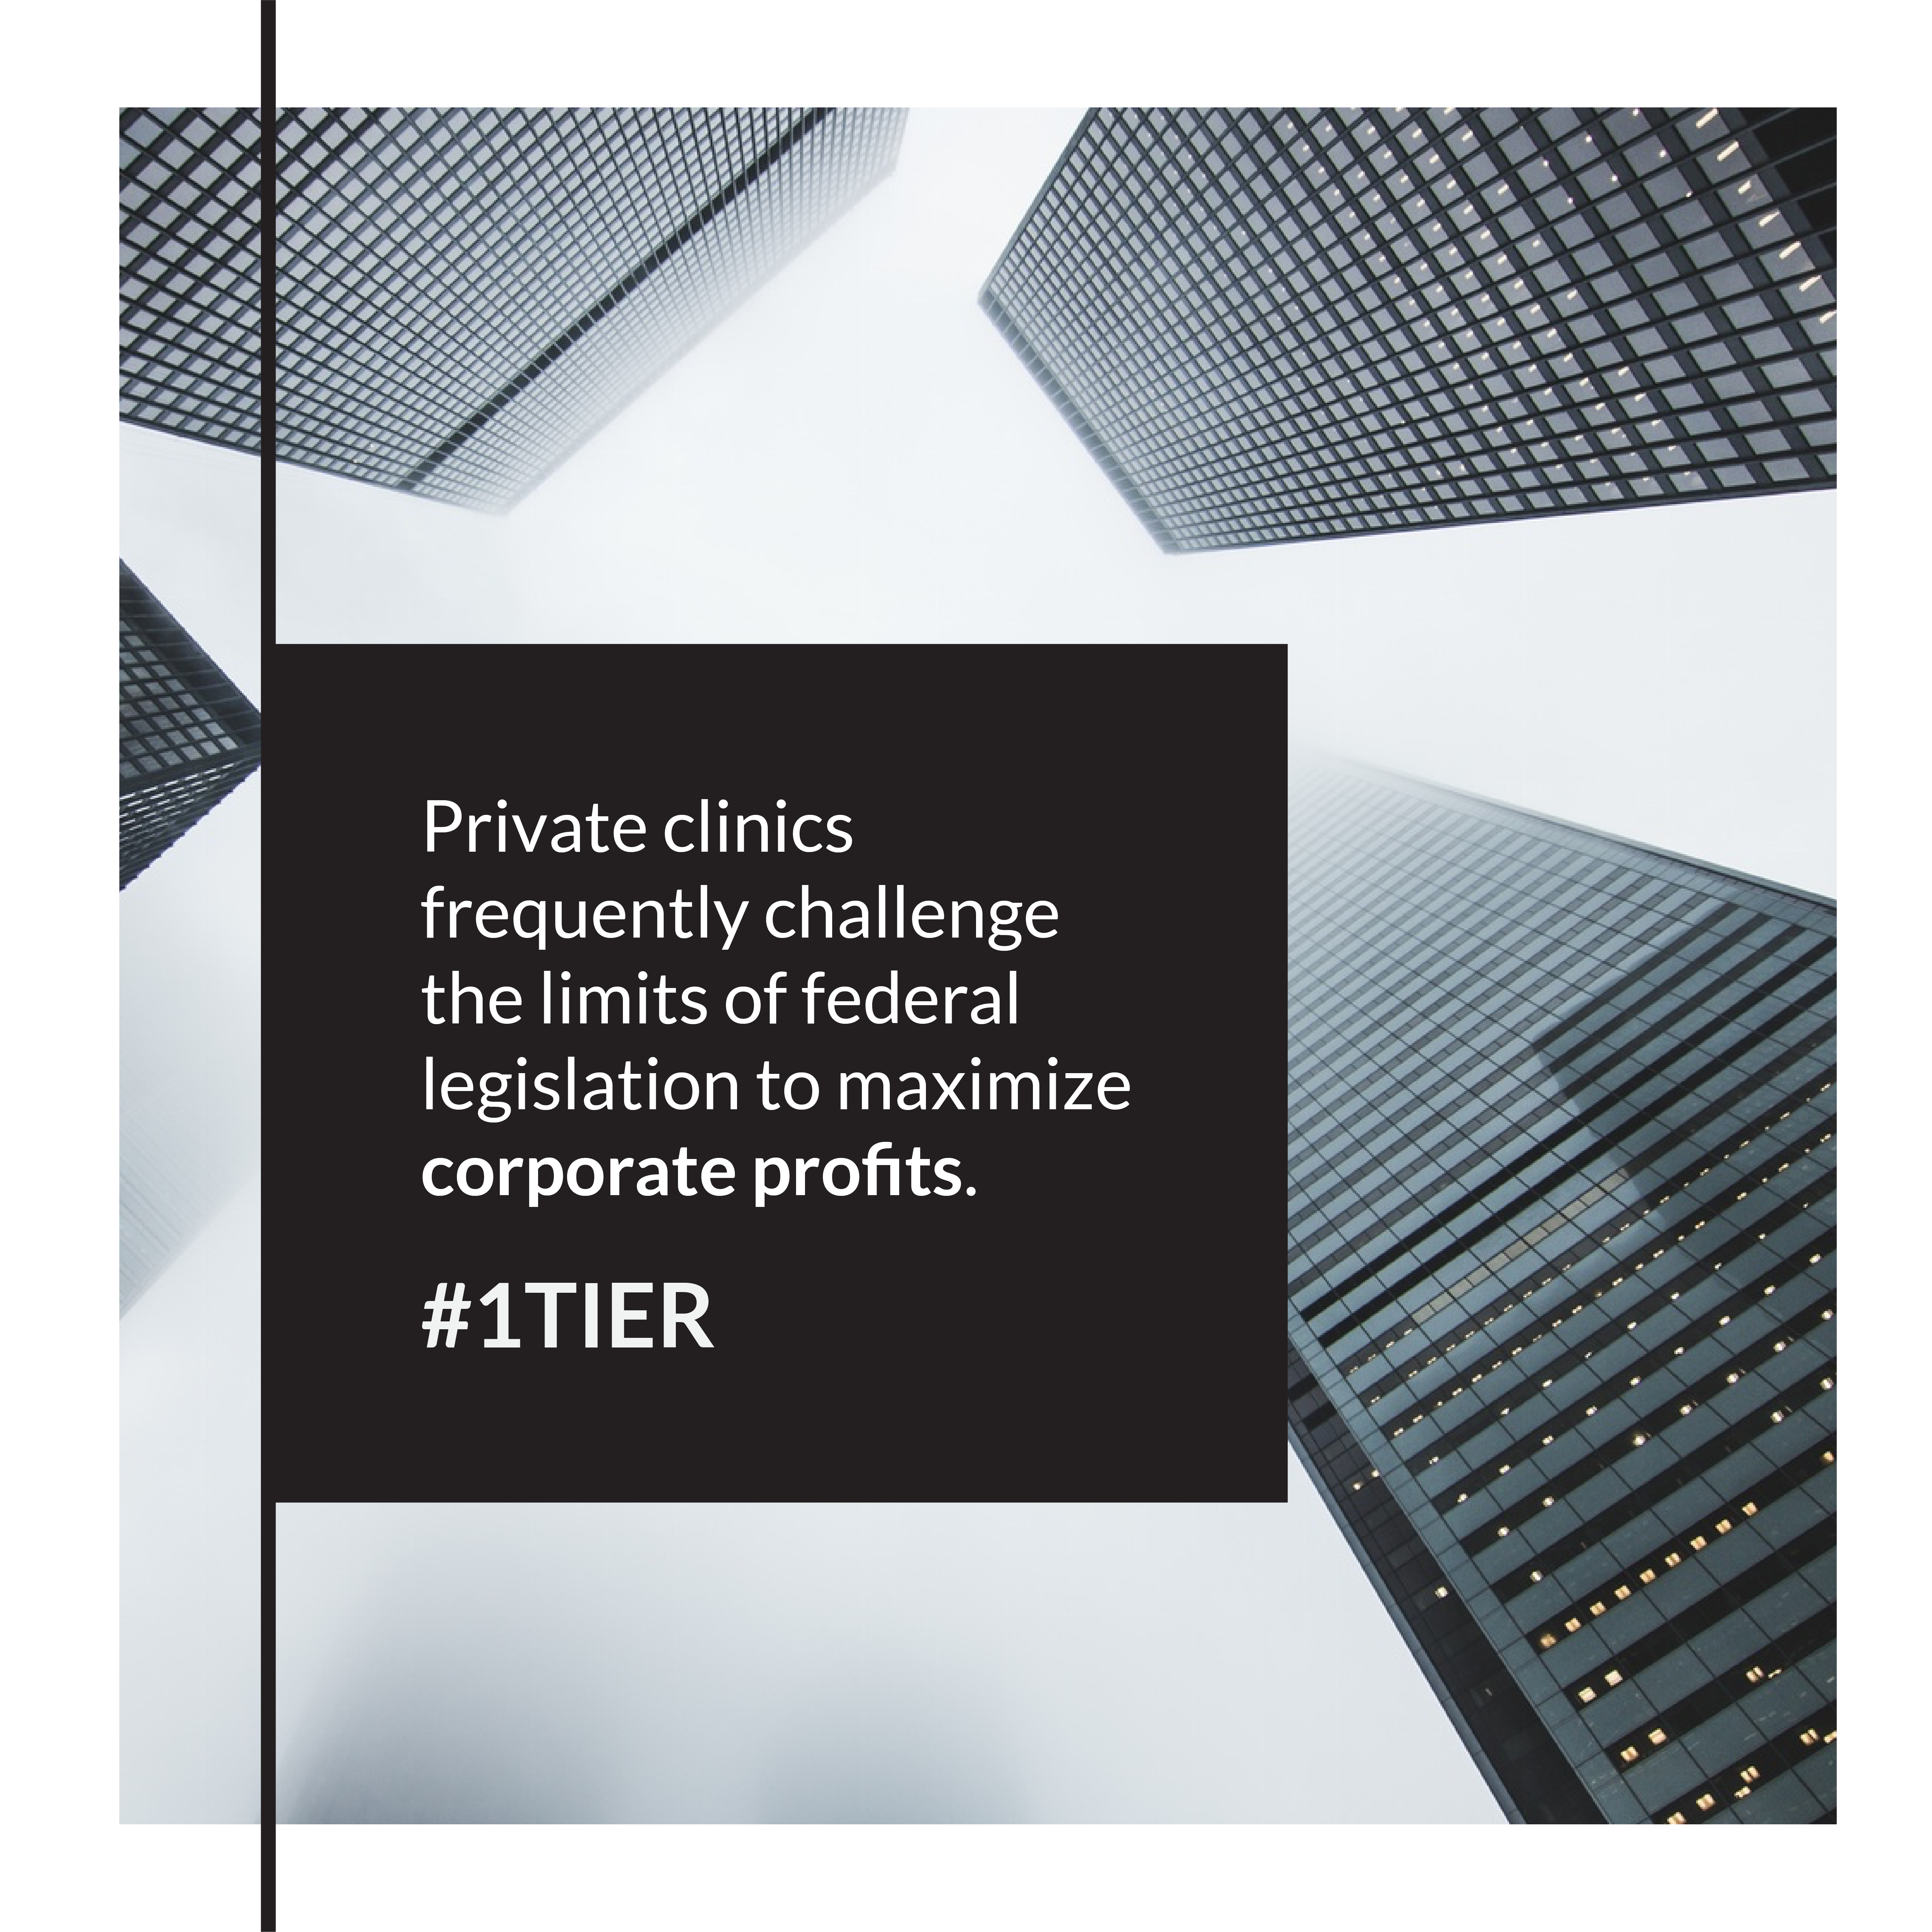 Private clinics
frequently challenge
the limits of federal
legislation to maximize
corporate profits.
#1TIER